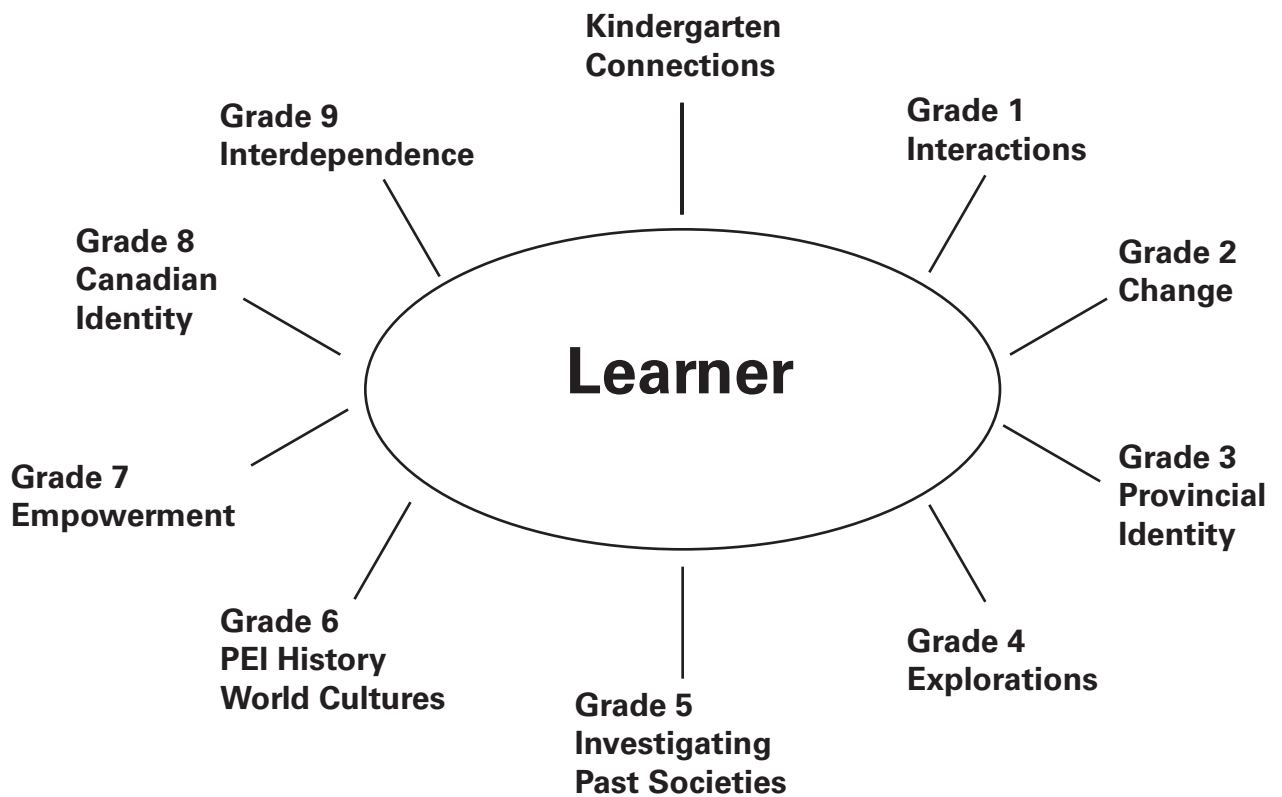 Kindergarten
Connections
Grade 1
Interactions
Grade 2
Change
Grade 3
Provincial
Identity
Grade 4
Explorations
Grade 5
Investigating
Past Societies
Grade 6
PEI History
World Cultures
Grade 7
Empowerment
Grade 8
Canadian
Identity
Grade 9
Interdependence
Learner